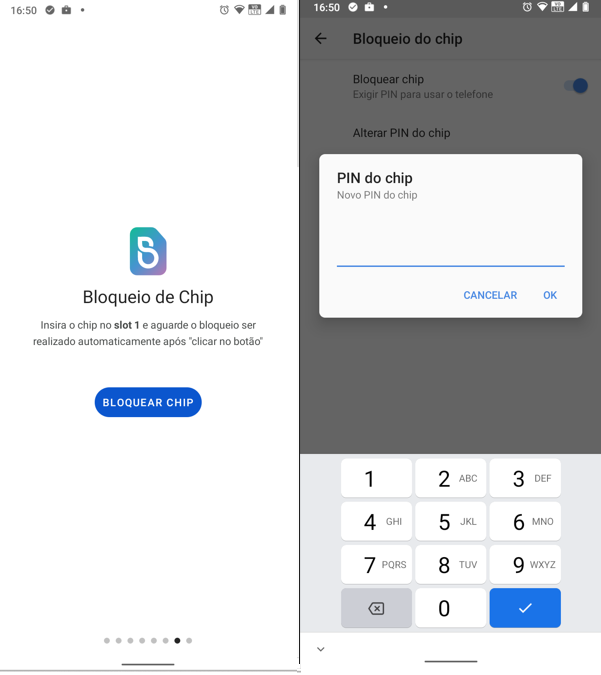 16:50
Bloqueio de Chip
Insira o chip no slot 1 e aguarde o bloqueio ser
realizado automaticamente após "clicar no botão"
BLOQUEAR CHIP
16:50
Bloqueio do chip
Bloquear chip
Exigir PIN para usar o telefone
Alterar PIN do chip
PIN do chip
Novo PIN do chip
CANCELAR OK
1 2 ABC 3 DEF
4 GHI 5 JKL 6 MNO
7 PQRS 8 TUV 9 WXYZ
0